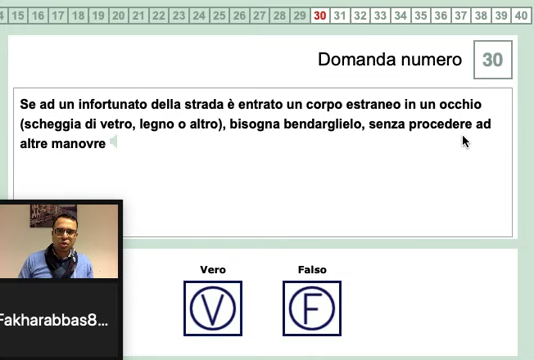 15 16 17 18 19 20 21 22 23 24 25 26 27 28 29 30 31 32 33 34 35 36 37 38 39 40
Domanda numero 30
Se ad un infortunato della strada è entrato un corpo estraneo in un occhio
(scheggia di vetro, legno o altro), bisogna bendarglielo, senza procedere ad
altre manovre
Vero Falso
V F
Fakharabbas8...